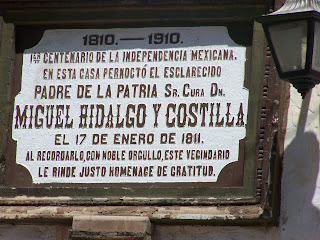 1810.—1910.
1er CENTENARIO DE LA INDEPENDENCIA MEXICANA.
EN ESTA CASA PERNOCTÓ EL ESCLARECIDO
PADRE DE LA PATRIA SR. CURA DN.
MIGUEL HIDALGO Y COSTILLA
EL 17 DE ENERO DE 1811.
AL RECORDARLO, CON NOBLE ORGULLO, ESTE VECINDARIO
LE RINDE JUSTO HOMENAGE DE GRATITUD.